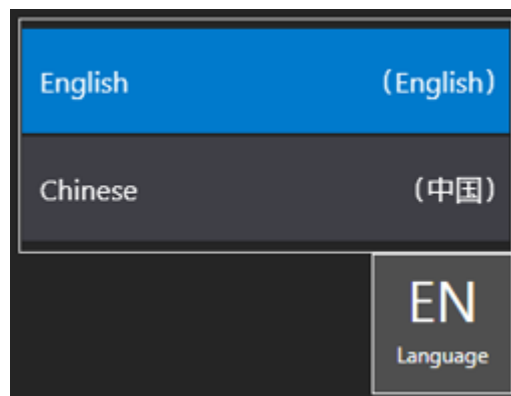 English （English）
Chinese （中国）
EN
Language